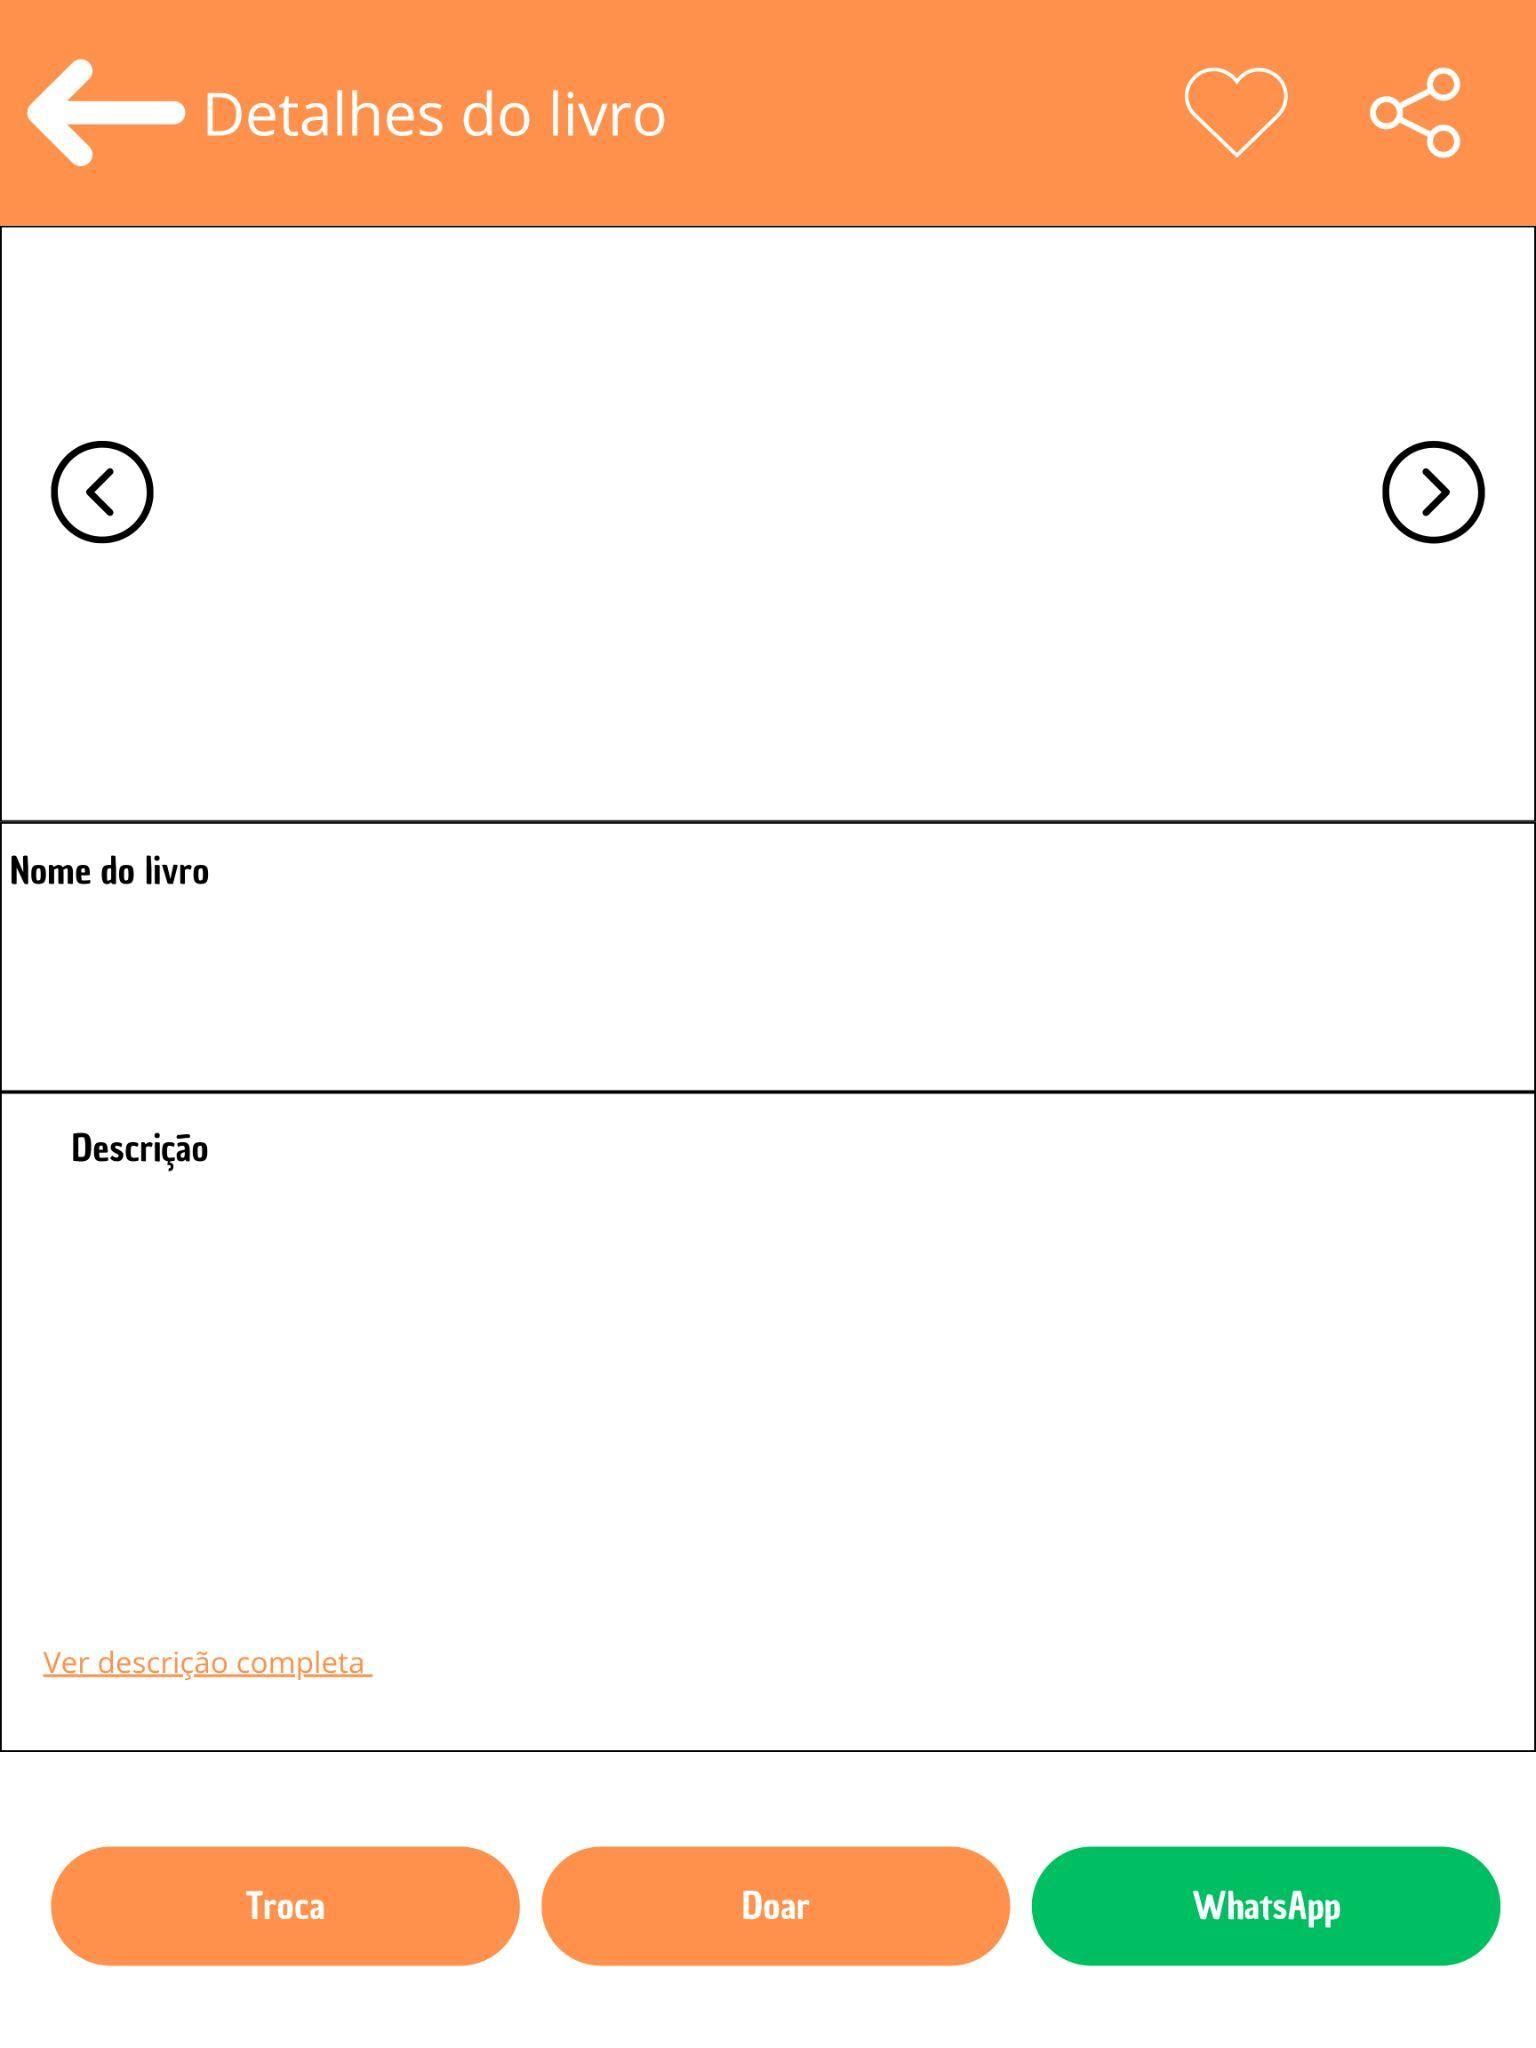 Detalhes do livro
Nome do livro
Descrição
Ver descrição completa
Troca
Doar
WhatsApp